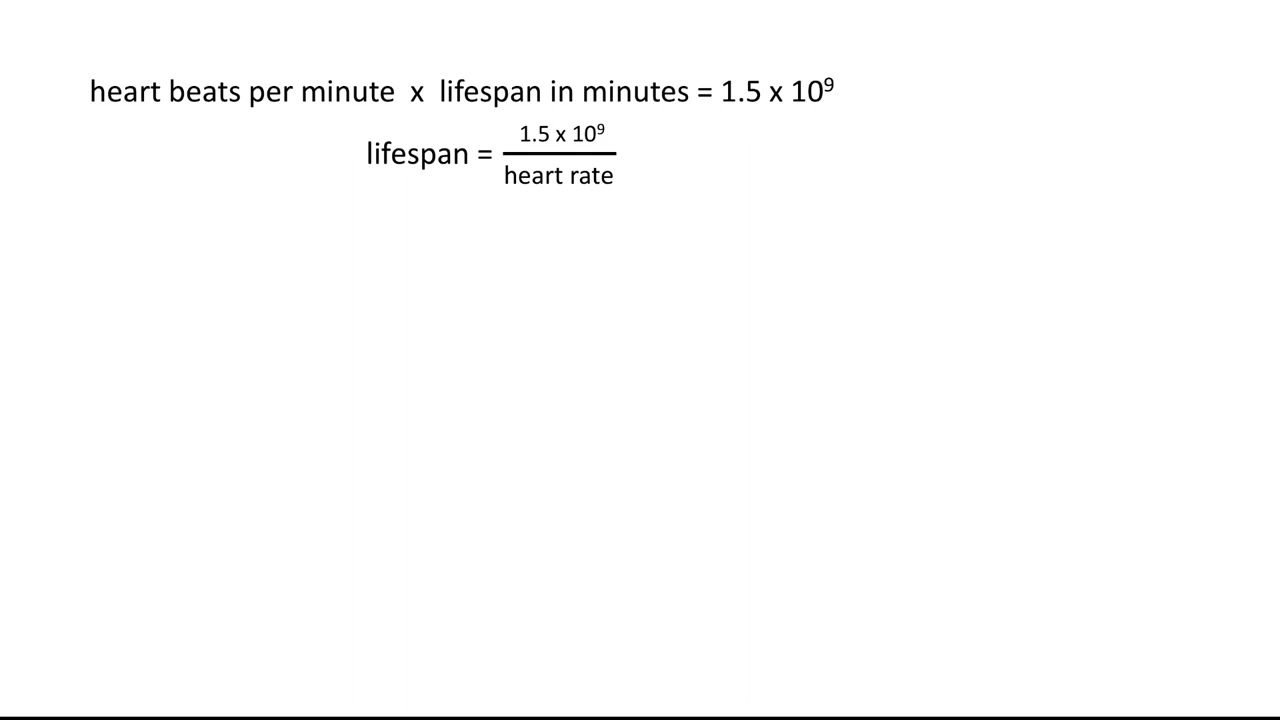 heart beats per minute x lifespan in minutes = 1.5 x 10⁹
lifespan = 1.5 x 10⁹ / heart rate